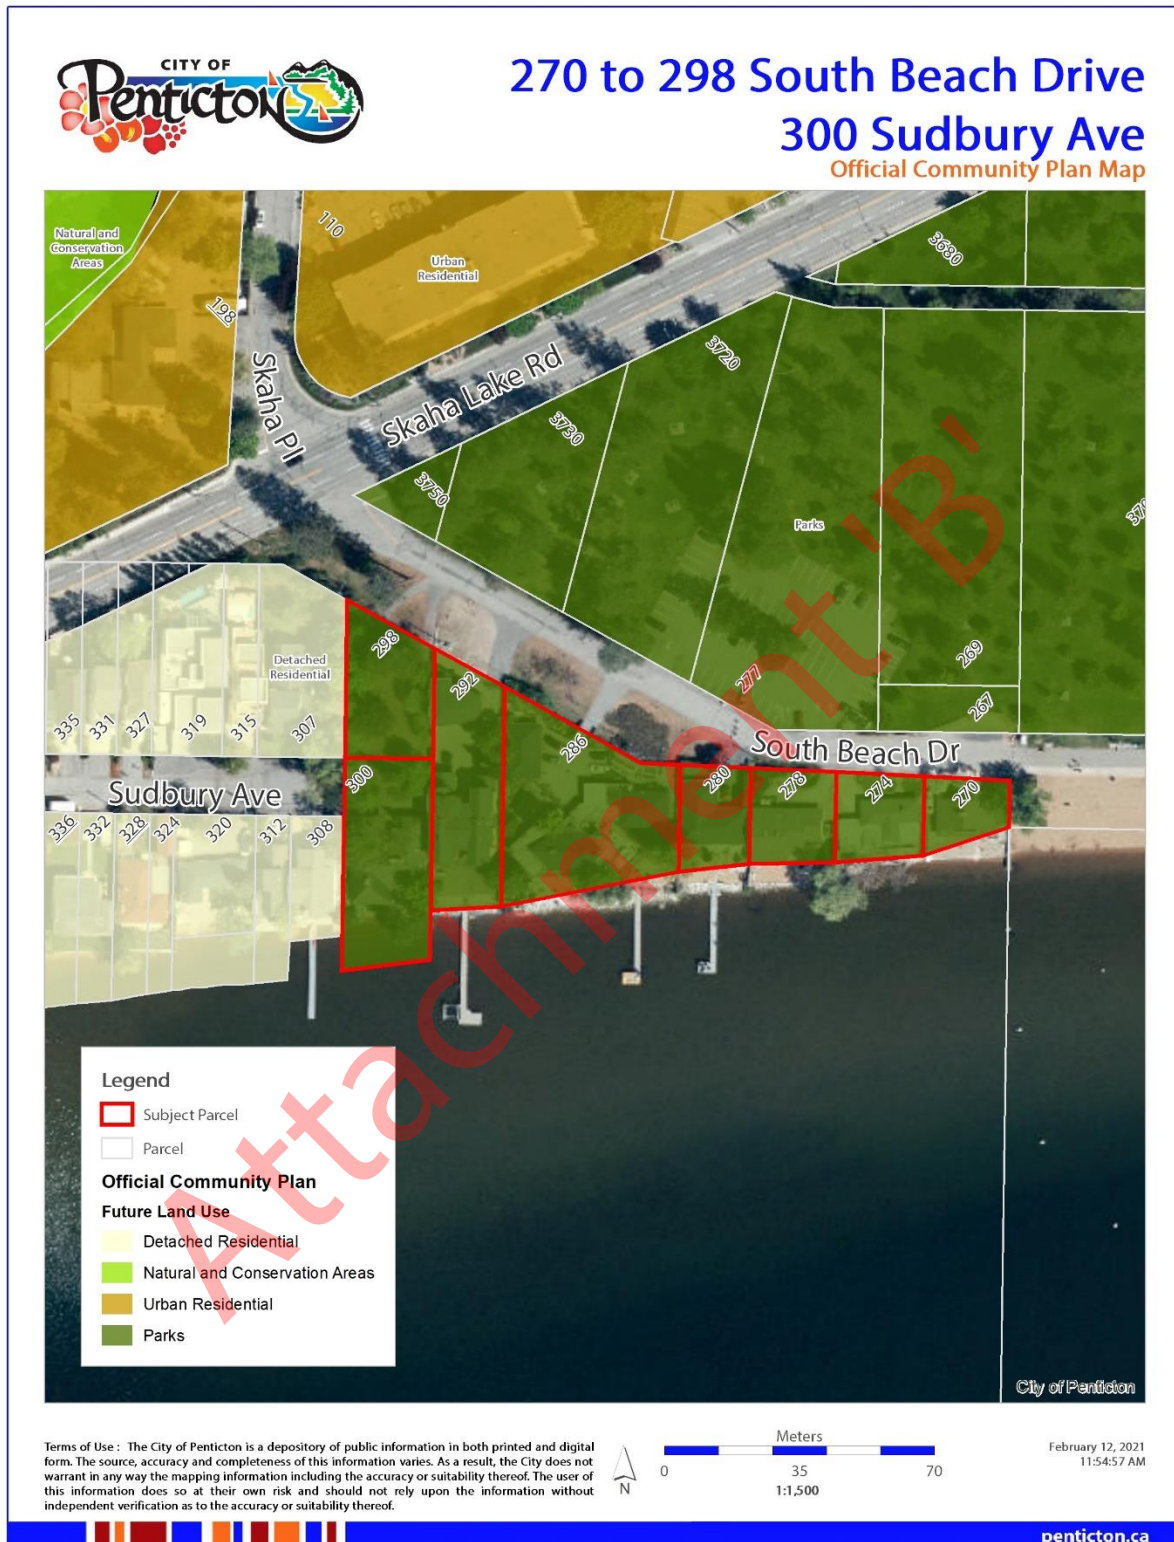 CITY OF
Penticton
270 to 298 South Beach Drive
300 Sudbury Ave
Official Community Plan Map
Natural and
Conservation
Areas
110
Urban
Residential
3680
198
Skaha Pl
Skaha Lake Rd
3720
3730
3750
Parks
298
292
Detached
Residential
269
277
267
286
335
331
327
319
315
307
South Beach Dr
300
280
278
274
270
Sudbury Ave
336
332
328
324
320
312
308
Attachment 'B'
Legend
Subject Parcel
Parcel
Official Community Plan
Future Land Use
Detached Residential
Natural and Conservation Areas
Urban Residential
Parks
City of Penticton
Terms of Use : The City of Penticton is a depository of public information in both printed and digital
form. The source, accuracy and completeness of this information varies. As a result, the City does not
warrant in any way the mapping information including the accuracy or suitability thereof. The user of
this information does so at their own risk and should not rely upon the information without
independent verification as to the accuracy or suitability thereof.
N
Meters
0 35 70
1:1,500
February 12, 2021
11:54:57 AM
penticton.ca